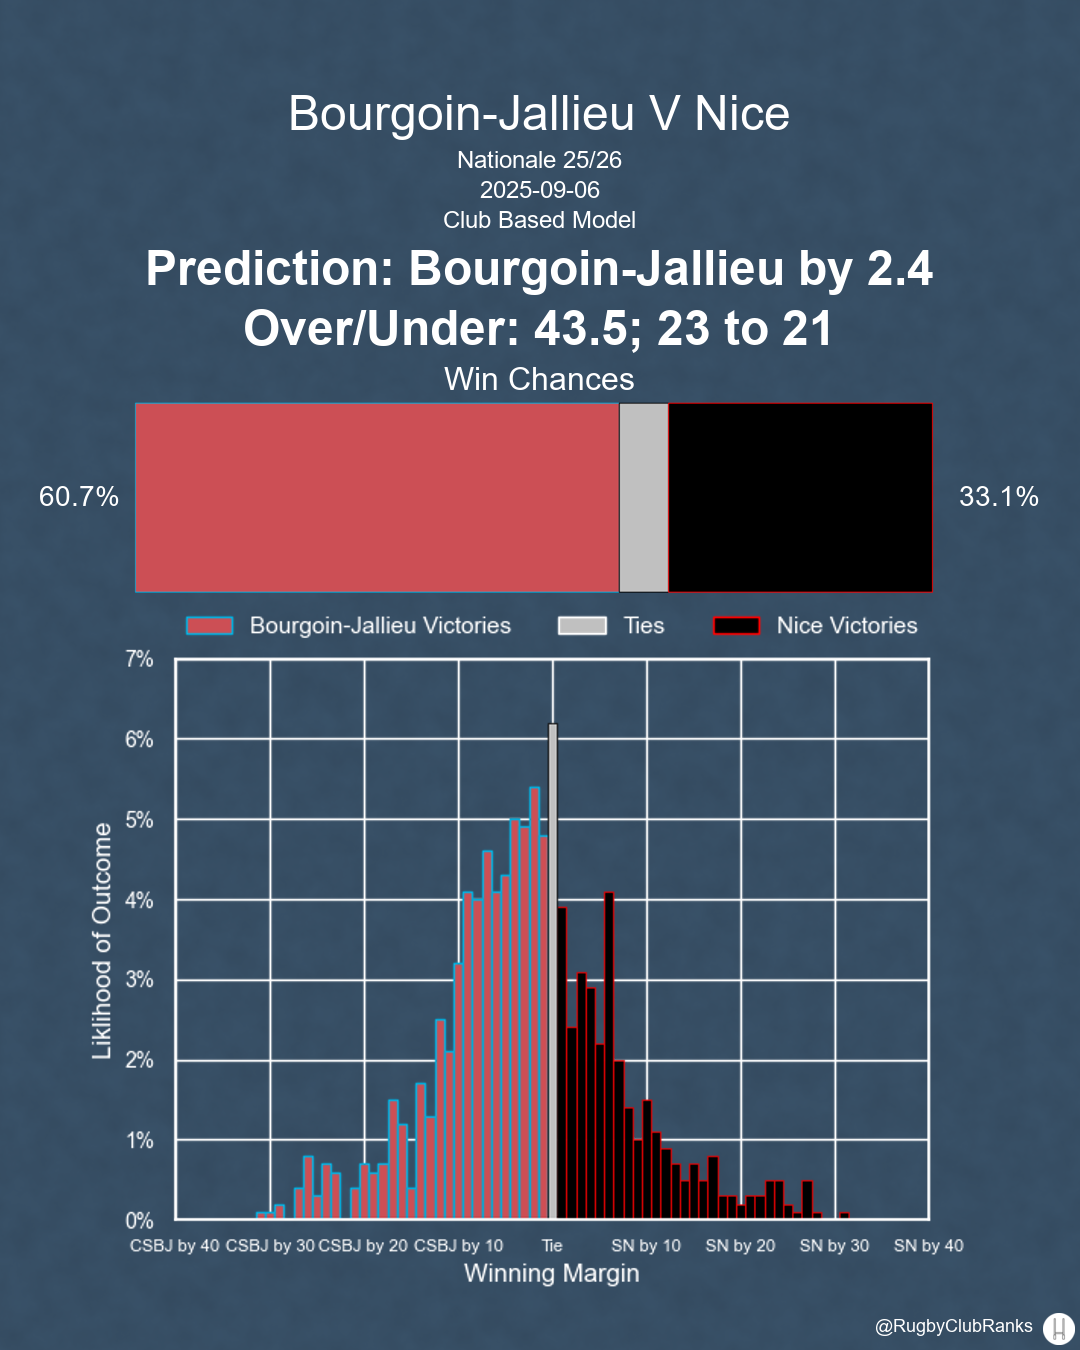 Bourgoin-Jallieu V Nice
Nationale 25/26
2025-09-06
Club Based Model
Prediction: Bourgoin-Jallieu by 2.4
Over/Under: 43.5; 23 to 21
Win Chances
60.7%
33.1%
Bourgoin-Jallieu Victories Ties Nice Victories
7%
6%
5%
4%
3%
2%
1%
0%
Liklihood of Outcome
CSBJ by 40 CSBJ by 30 CSBJ by 20 CSBJ by 10 Tie SN by 10 SN by 20 SN by 30 SN by 40
Winning Margin
@RugbyClubRanks